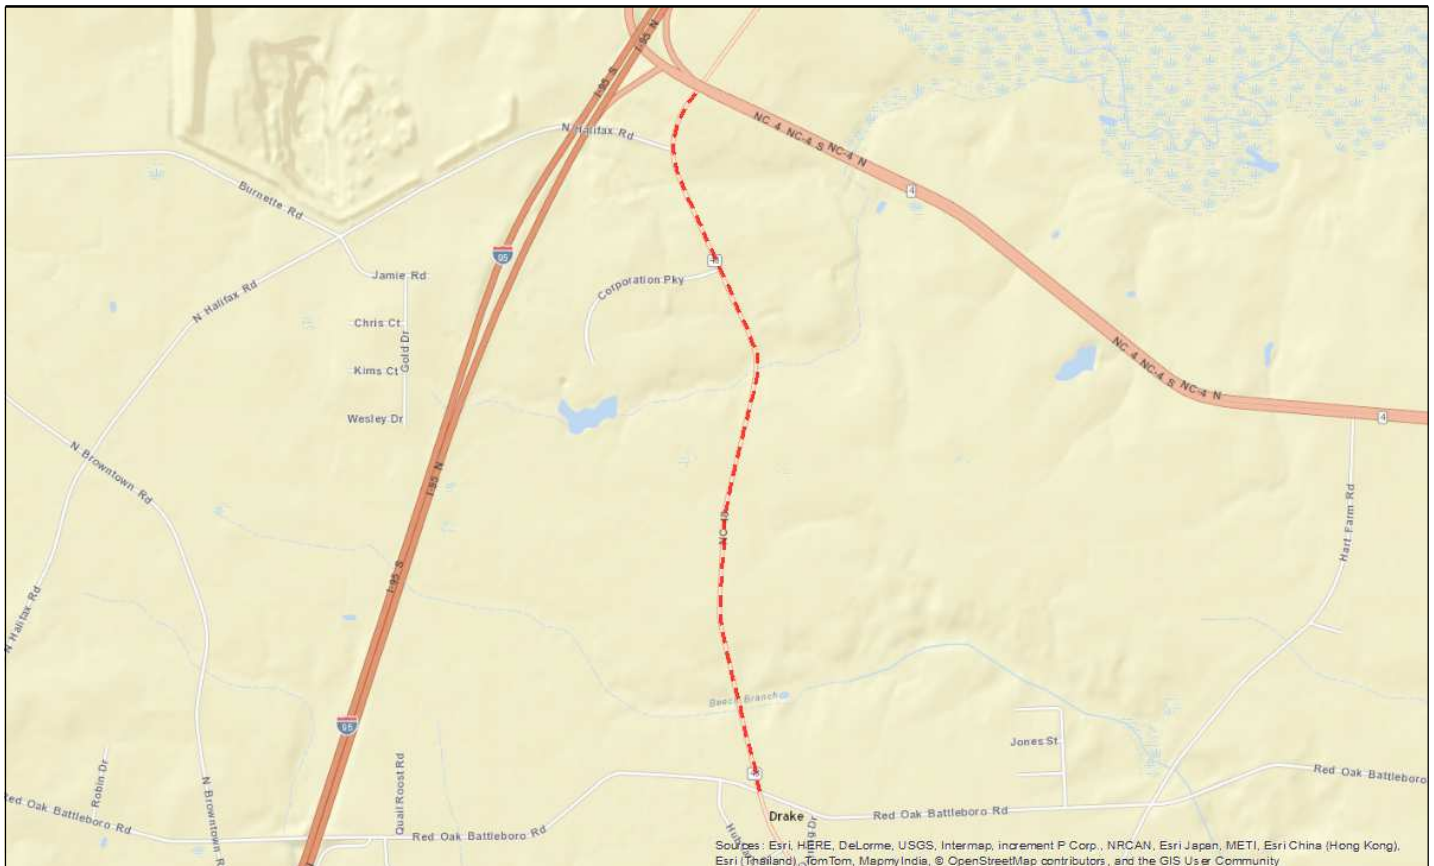 I-95 N
I-95 S
N Halifax Rd
NC 4 NC-4 S NC-4 N
4
Burnette Rd
95
Jamie Rd
Corporation Pky
N Halifax Rd
Chris Ct
Gold Dr
Kims Ct
NC 4 NC-4 S NC-4 N
4
Wesley Dr
N Browntown Rd
I-95 N
Hart Farm Rd
I-95 S
N Halifax Rd
Branch
95
Jones St
Robin Dr
Quail Roost Rd
N Browntown R
Red Oak Battleboro
ed Oak Battleboro Rd
Red Oak Battleboro Rd
Drake
Red Oak Battleboro Rd
Sources: Esri, HERE, DeLorme, USGS, Intermap, increment P Corp., NRCAN, Esri Japan, METI, Esri China (Hong Kong),
Esri (Thailand), TomTom, MapmyIndia, © OpenStreetMap contributors, and the GIS User Community